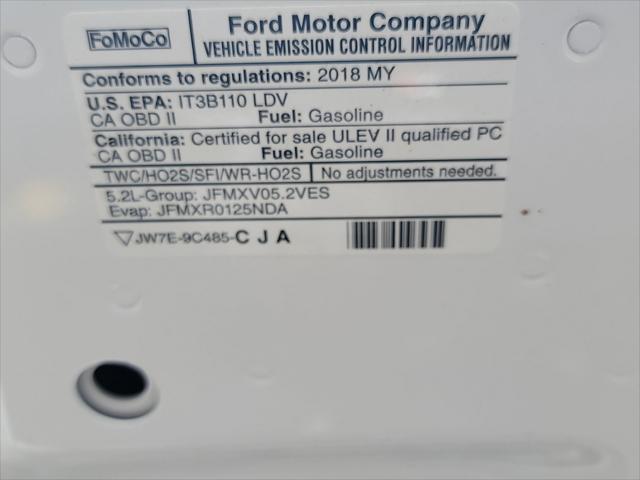 FoMoCo
Ford Motor Company
VEHICLE EMISSION CONTROL INFORMATION
Conforms to regulations: 2018 MY
U.S. EPA: IT3B110 LDV
CA OBD II Fuel: Gasoline
California: Certified for sale ULEV II qualified PC
CA OBD II Fuel: Gasoline
TWC/HO2S/SFI/WR-HO2S No adjustments needed.
5.2L-Group: JFMXV05.2VES
Evap: JFMXR0125NDA
JW7E-9C485-C J A